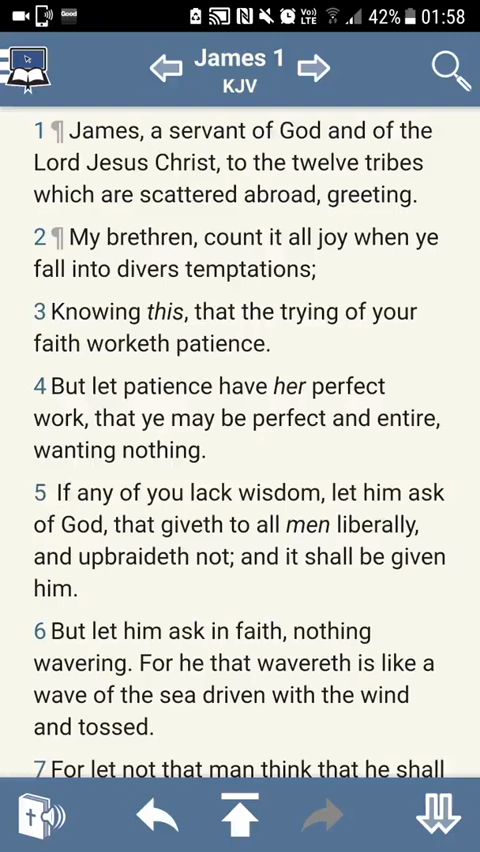 Good
Vo))
LTE
42%
01:58
James 1
KJV
1 ¶ James, a servant of God and of the
Lord Jesus Christ, to the twelve tribes
which are scattered abroad, greeting.
2 ¶ My brethren, count it all joy when ye
fall into divers temptations;
3 Knowing this, that the trying of your
faith worketh patience.
4 But let patience have her perfect
work, that ye may be perfect and entire,
wanting nothing.
5 If any of you lack wisdom, let him ask
of God, that giveth to all men liberally,
and upbraideth not; and it shall be given
him.
6 But let him ask in faith, nothing
wavering. For he that wavereth is like a
wave of the sea driven with the wind
and tossed.
7 For let not that man think that he shall